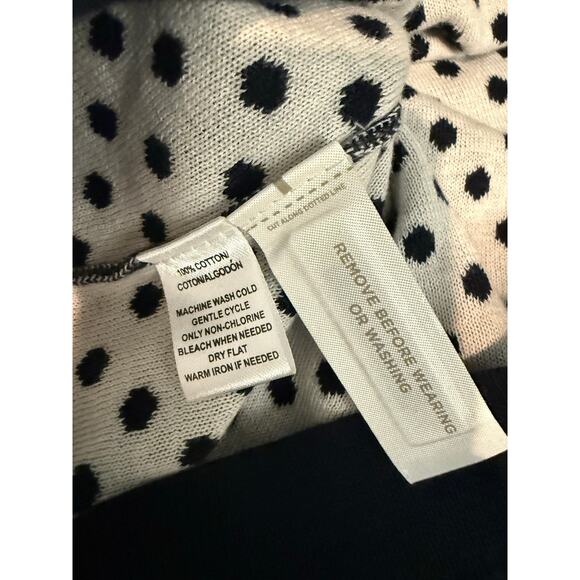 100% COTTON/
COTON/ALGODÓN
MACHINE WASH COLD
GENTLE CYCLE
ONLY NON-CHLORINE
BLEACH WHEN NEEDED
DRY FLAT
WARM IRON IF NEEDED
CUT ALONG DOTTED LINE
REMOVE BEFORE WEARING
OR WASHING